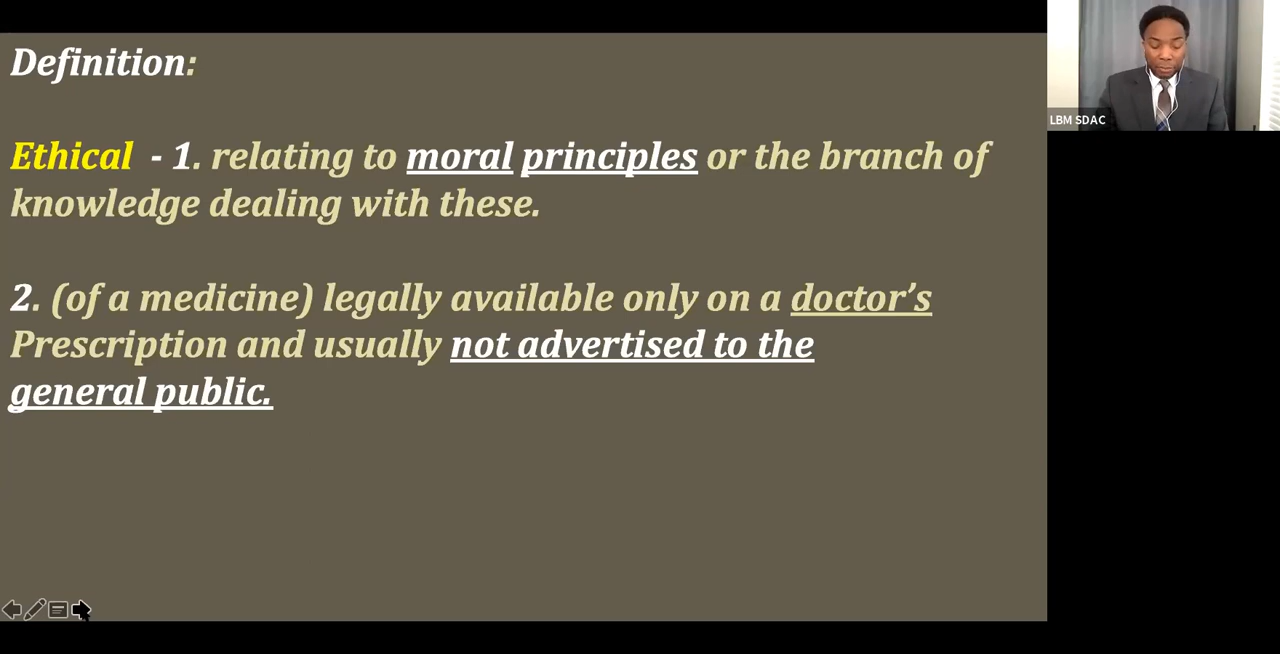 Definition:
Ethical - 1. relating to moral principles or the branch of
knowledge dealing with these.
2. (of a medicine) legally available only on a doctor's
Prescription and usually not advertised to the
general public.
LBM SDAC